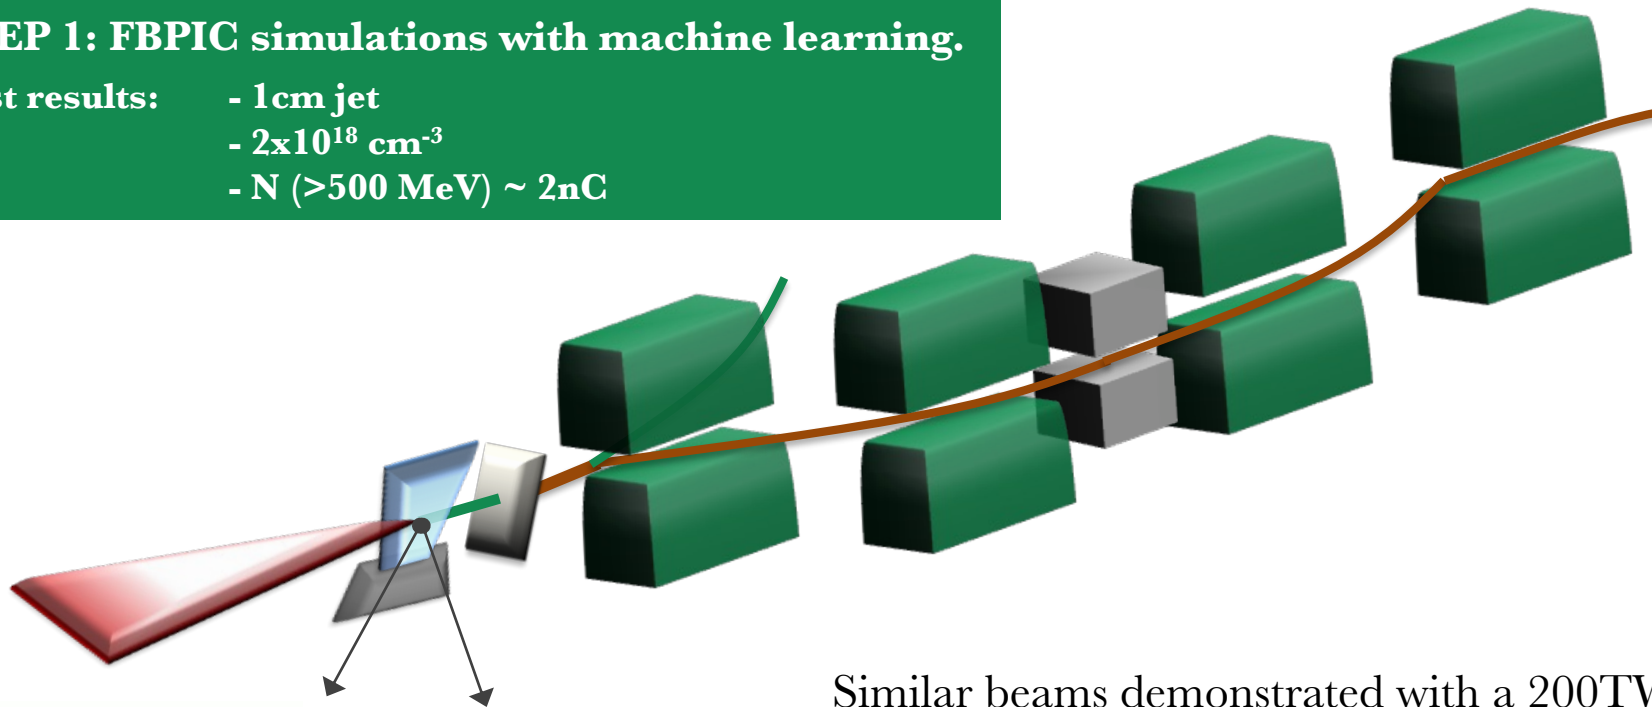 EP 1: FBPIC simulations with machine learning.
st results: - 1cm jet
- 2x10¹⁸ cm⁻³
- N (>500 MeV) ~ 2nC
Similar beams demonstrated with a 200TW